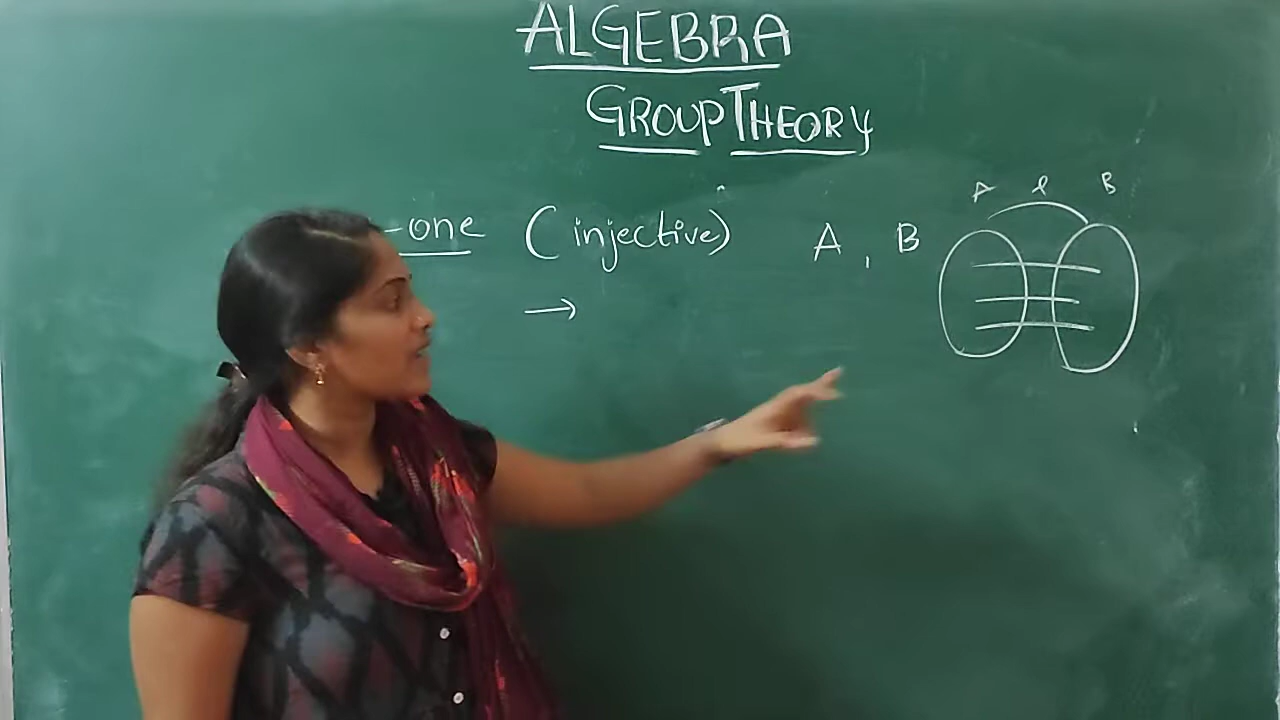 ALGEBRA
GROUP THEORY
-one (injective) A, B
→
A f B